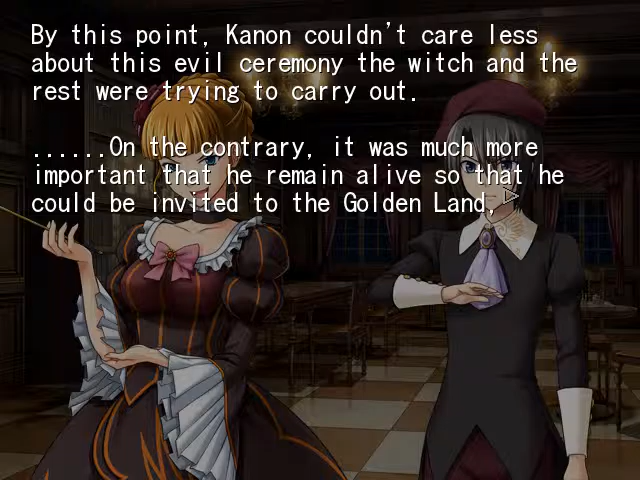 By this point, Kanon couldn't care less
about this evil ceremony the witch and the
rest were trying to carry out.
......On the contrary, it was much more
important that he remain alive so that he
could be invited to the Golden Land,